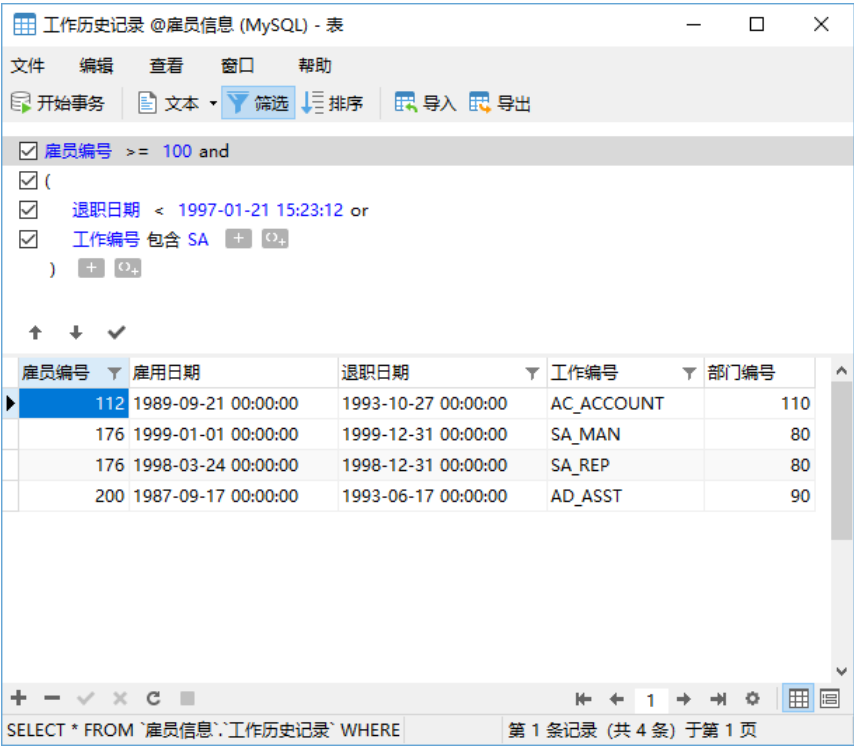 工作历史记录 @雇员信息 (MySQL) - 表
文件 编辑 查看 窗口 帮助
开始事务 文本 筛选 排序 导入 导出
雇员编号 >= 100 and
(
退职日期 < 1997-01-21 15:23:12 or
工作编号 包含 SA
)
雇员编号 雇用日期 退职日期 工作编号 部门编号
112 1989-09-21 00:00:00 1993-10-27 00:00:00 AC_ACCOUNT 110
176 1999-01-01 00:00:00 1999-12-31 00:00:00 SA_MAN 80
176 1998-03-24 00:00:00 1998-12-31 00:00:00 SA_REP 80
200 1987-09-17 00:00:00 1993-06-17 00:00:00 AD_ASST 90
1
SELECT * FROM `雇员信息`.`工作历史记录` WHERE 第 1 条记录 (共 4 条) 于第 1 页